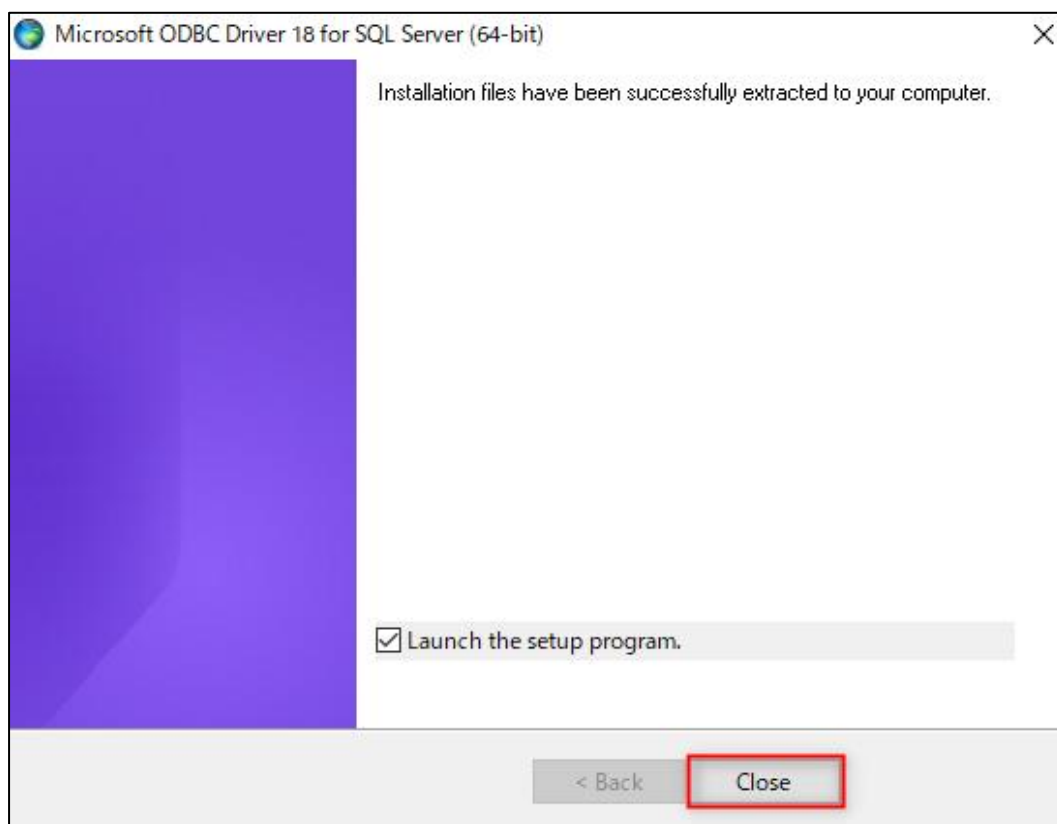 Microsoft ODBC Driver 18 for SQL Server (64-bit)
Installation files have been successfully extracted to your computer.
Launch the setup program.
< Back
Close